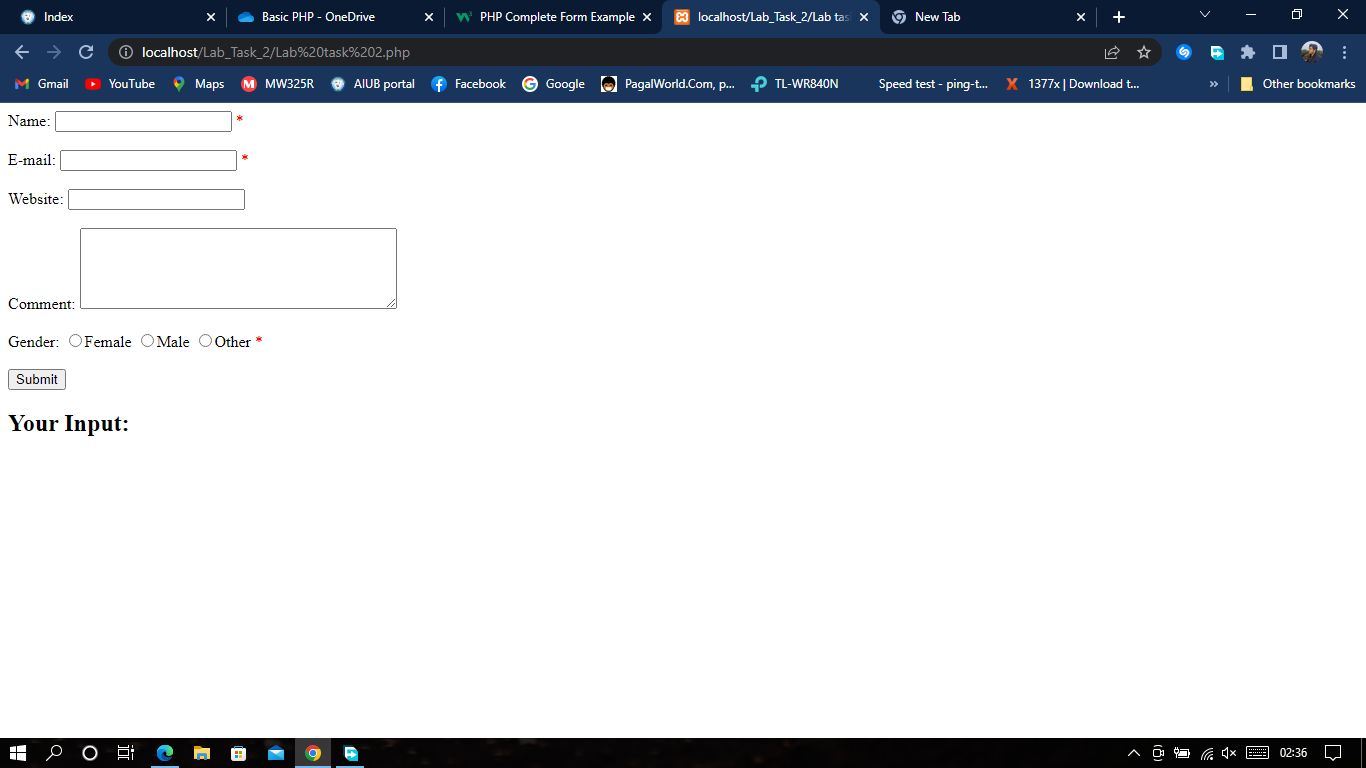 Index
Basic PHP - OneDrive
PHP Complete Form Example
localhost/Lab_Task_2/Lab tas
New Tab
localhost/Lab_Task_2/Lab%20task%202.php
Gmail YouTube Maps MW325R AIUB portal Facebook Google PagalWorld.Com, p... TL-WR840N Speed test - ping-t... 1377x | Download t... » Other bookmarks
Name: *
E-mail: *
Website:
Comment:
Gender: Female Male Other *
Submit
Your Input:
02:36